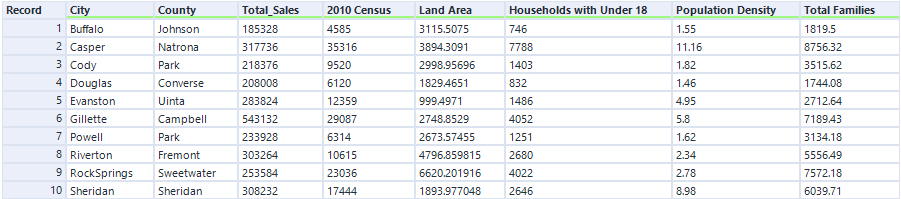 Record City County Total_Sales 2010 Census Land Area Households with Under 18 Population Density Total Families
1 Buffalo Johnson 185328 4585 3115.5075 746 1.55 1819.5
2 Casper Natrona 317736 35316 3894.3091 7788 11.16 8756.32
3 Cody Park 218376 9520 2998.95696 1403 1.82 3515.62
4 Douglas Converse 208008 6120 1829.4651 832 1.46 1744.08
5 Evanston Uinta 283824 12359 999.4971 1486 4.95 2712.64
6 Gillette Campbell 543132 29087 2748.8529 4052 5.8 7189.43
7 Powell Park 233928 6314 2673.57455 1251 1.62 3134.18
8 Riverton Fremont 303264 10615 4796.859815 2680 2.34 5556.49
9 RockSprings Sweetwater 253584 23036 6620.201916 4022 2.78 7572.18
10 Sheridan Sheridan 308232 17444 1893.977048 2646 8.98 6039.71